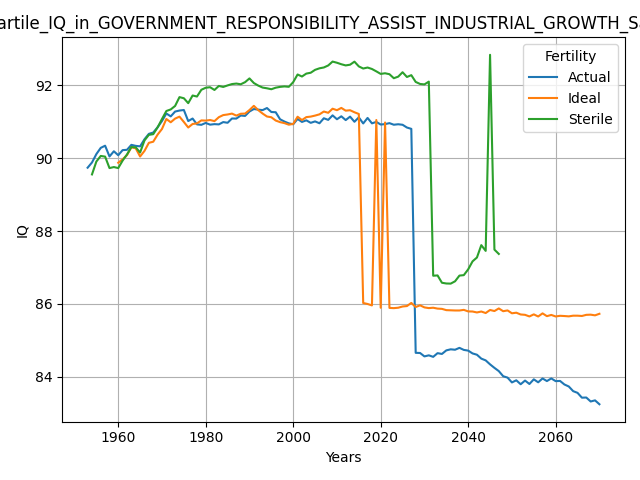 artile_IQ_in_GOVERNMENT_RESPONSIBILITY_ASSIST_INDUSTRIAL_GROWTH_S
Fertility
Actual
Ideal
Sterile
IQ
92
90
88
86
84
1960
1980
2000
2020
2040
2060
Years